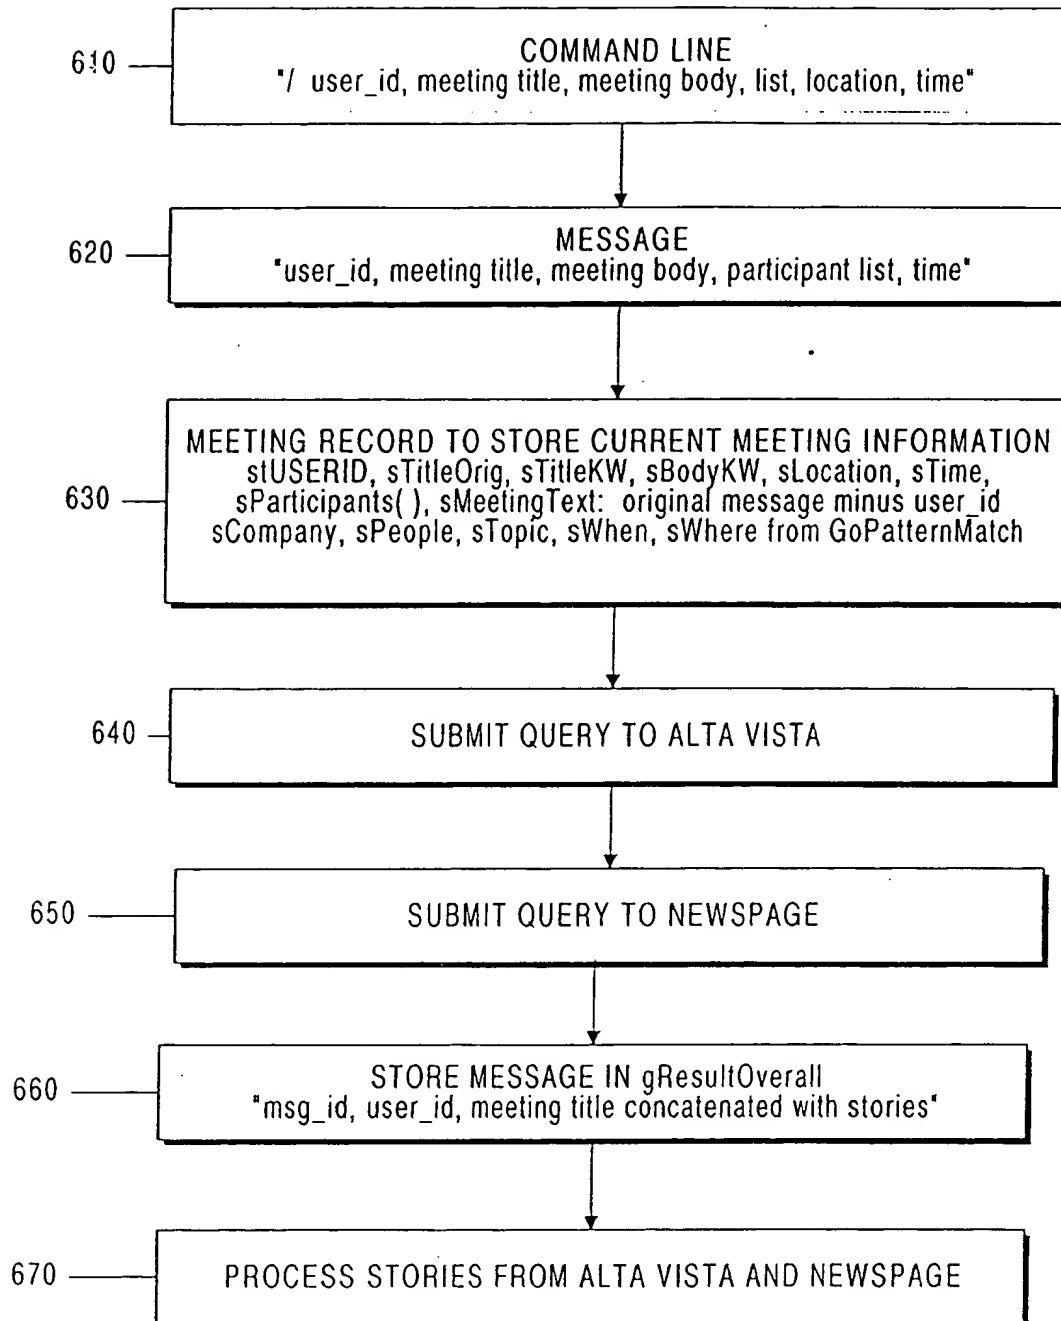 610
COMMAND LINE
"/ user_id, meeting title, meeting body, list, location, time"
620
MESSAGE
"user_id, meeting title, meeting body, participant list, time"
630
MEETING RECORD TO STORE CURRENT MEETING INFORMATION
stUSERID, sTitleOrig, sTitleKW, sBodyKW, sLocation, sTime,
sParticipants( ), sMeetingText: original message minus user_id
sCompany, sPeople, sTopic, sWhen, sWhere from GoPatternMatch
640
SUBMIT QUERY TO ALTA VISTA
650
SUBMIT QUERY TO NEWSPAGE
660
STORE MESSAGE IN gResultOverall
"msg_id, user_id, meeting title concatenated with stories"
670
PROCESS STORIES FROM ALTA VISTA AND NEWSPAGE